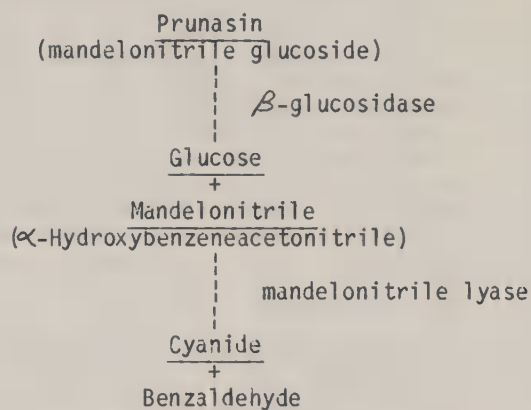 Prunasin
(mandelonitrile glucoside)
β-glucosidase
Glucose
+
Mandelonitrile
(α-Hydroxybenzeneacetonitrile)
mandelonitrile lyase
Cyanide
+
Benzaldehyde